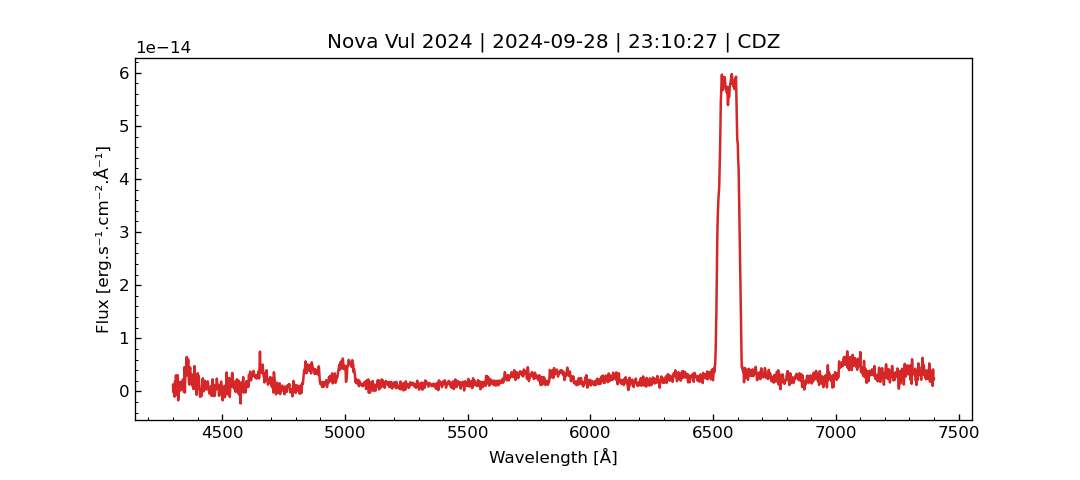 Nova Vul 2024 | 2024-09-28 | 23:10:27 | CDZ
1e−14
6
5
4
3
2
1
0
Flux [erg.s⁻¹.cm⁻².Å⁻¹]
4500 5000 5500 6000 6500 7000 7500
Wavelength [Å]